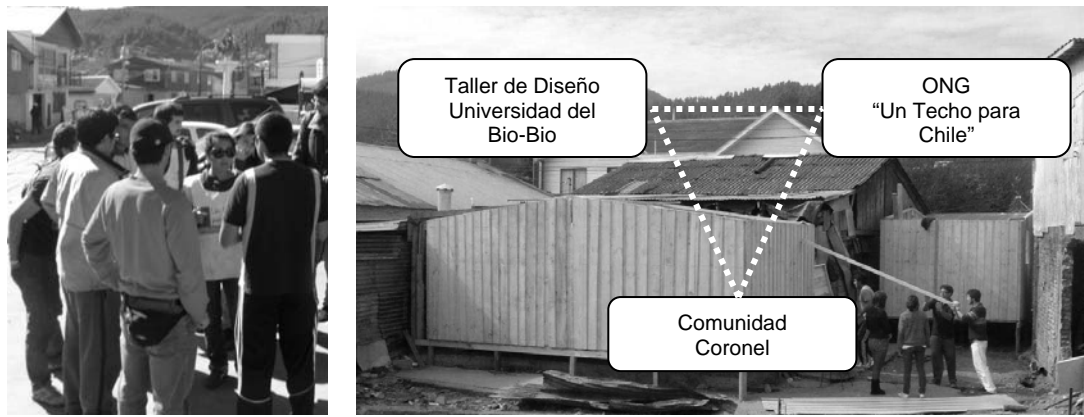 Taller de Diseño
Universidad del
Bio-Bio
ONG
“Un Techo para
Chile”
Comunidad
Coronel